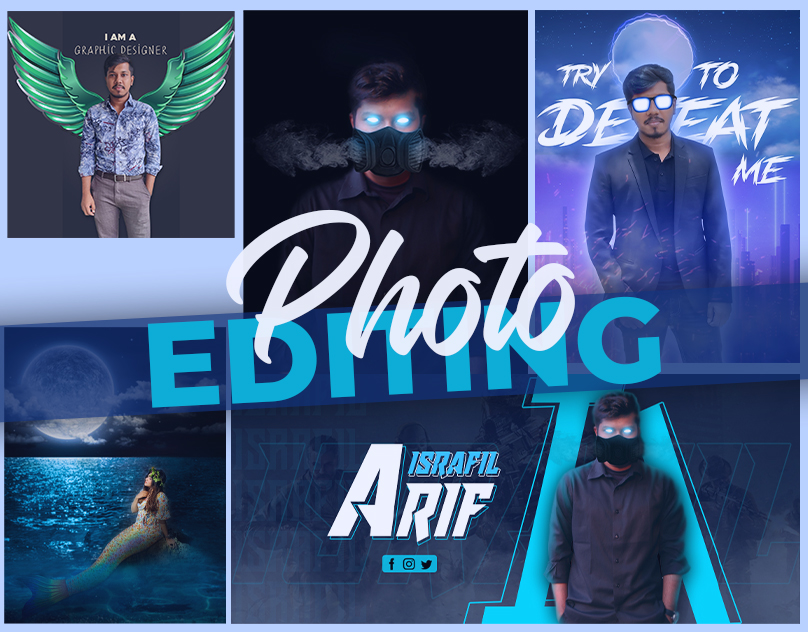 I AM A
GRAPHIC DESIGNER
TRY TO
DEFEAT
ME
Photo
EDITING
ISRAFIL
ARIF